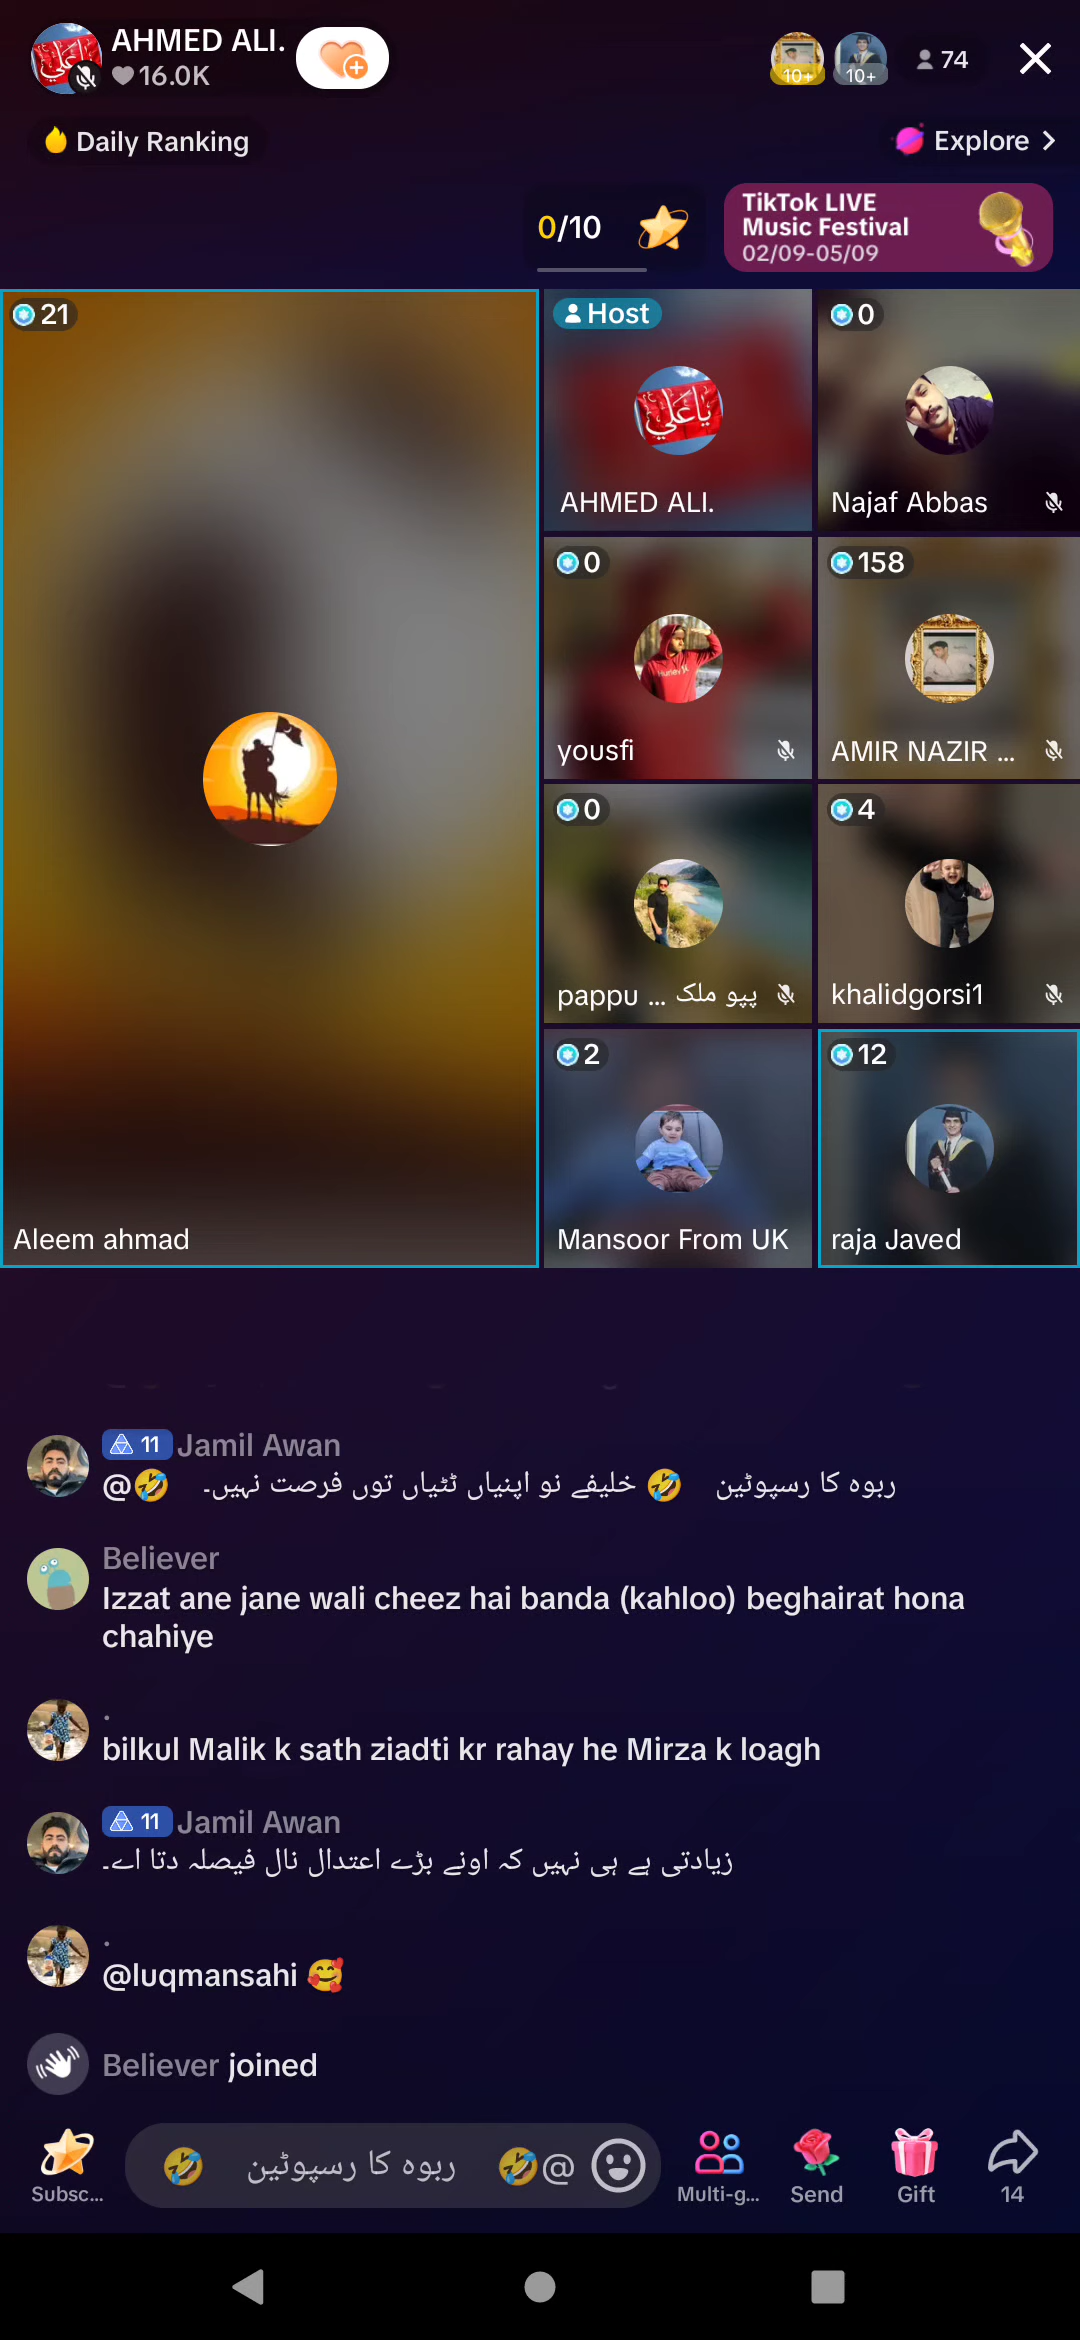 AHMED ALI.
16.0K
10+
10+
74
Daily Ranking
Explore
0/10
TikTok LIVE
Music Festival
02/09-05/09
21
Aleem ahmad
Host
ياعلي
AHMED ALI.
0
Najaf Abbas
0
yousfi
158
AMIR NAZIR ...
0
pappu ... پپو ملک
4
khalidgorsi1
2
Mansoor From UK
12
raja Javed
11 Jamil Awan
@🤣 ربوہ کا رسپوٹین 🤣 خلیفے نو اپنیاں ٹٹیاں توں فرصت نہیں۔
Believer
Izzat ane jane wali cheez hai banda (kahloo) beghairat hona
chahiye
.
bilkul Malik k sath ziadti kr rahay he Mirza k loagh
11 Jamil Awan
زیادتی ہے ہی نہیں کہ اونے بڑے اعتدال نال فیصلہ دتا اے۔
.
@luqmansahi 🥰
Believer joined
@🤣 ربوہ کا رسپوٹین 🤣
Subsc...
Multi-g...
Send
Gift
14